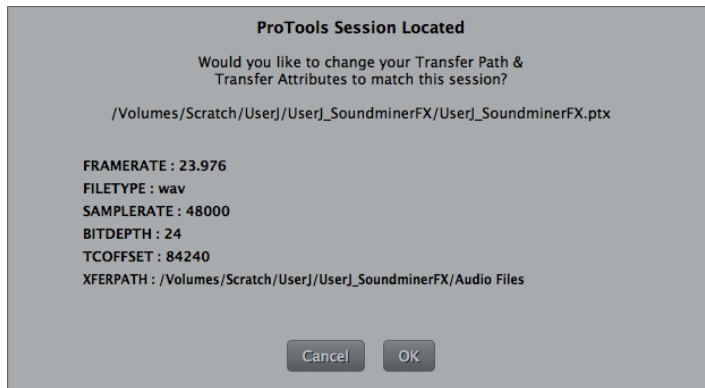 ProTools Session Located
Would you like to change your Transfer Path &
Transfer Attributes to match this session?
/Volumes/Scratch/UserJ/UserJ_SoundminerFX/UserJ_SoundminerFX.ptx
FRAMERATE : 23.976
FILETYPE : wav
SAMPLERATE : 48000
BITDEPTH : 24
TCOFFSET : 84240
XFERPATH : /Volumes/Scratch/UserJ/UserJ_SoundminerFX/Audio Files
Cancel OK